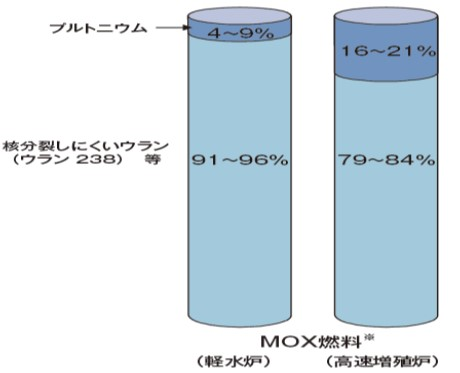 プルトニウム
4～9%
16～21%
核分裂しにくいウラン
（ウラン 238） 等
91～96%
79～84%
MOX燃料※
（軽水炉）
（高速増殖炉）